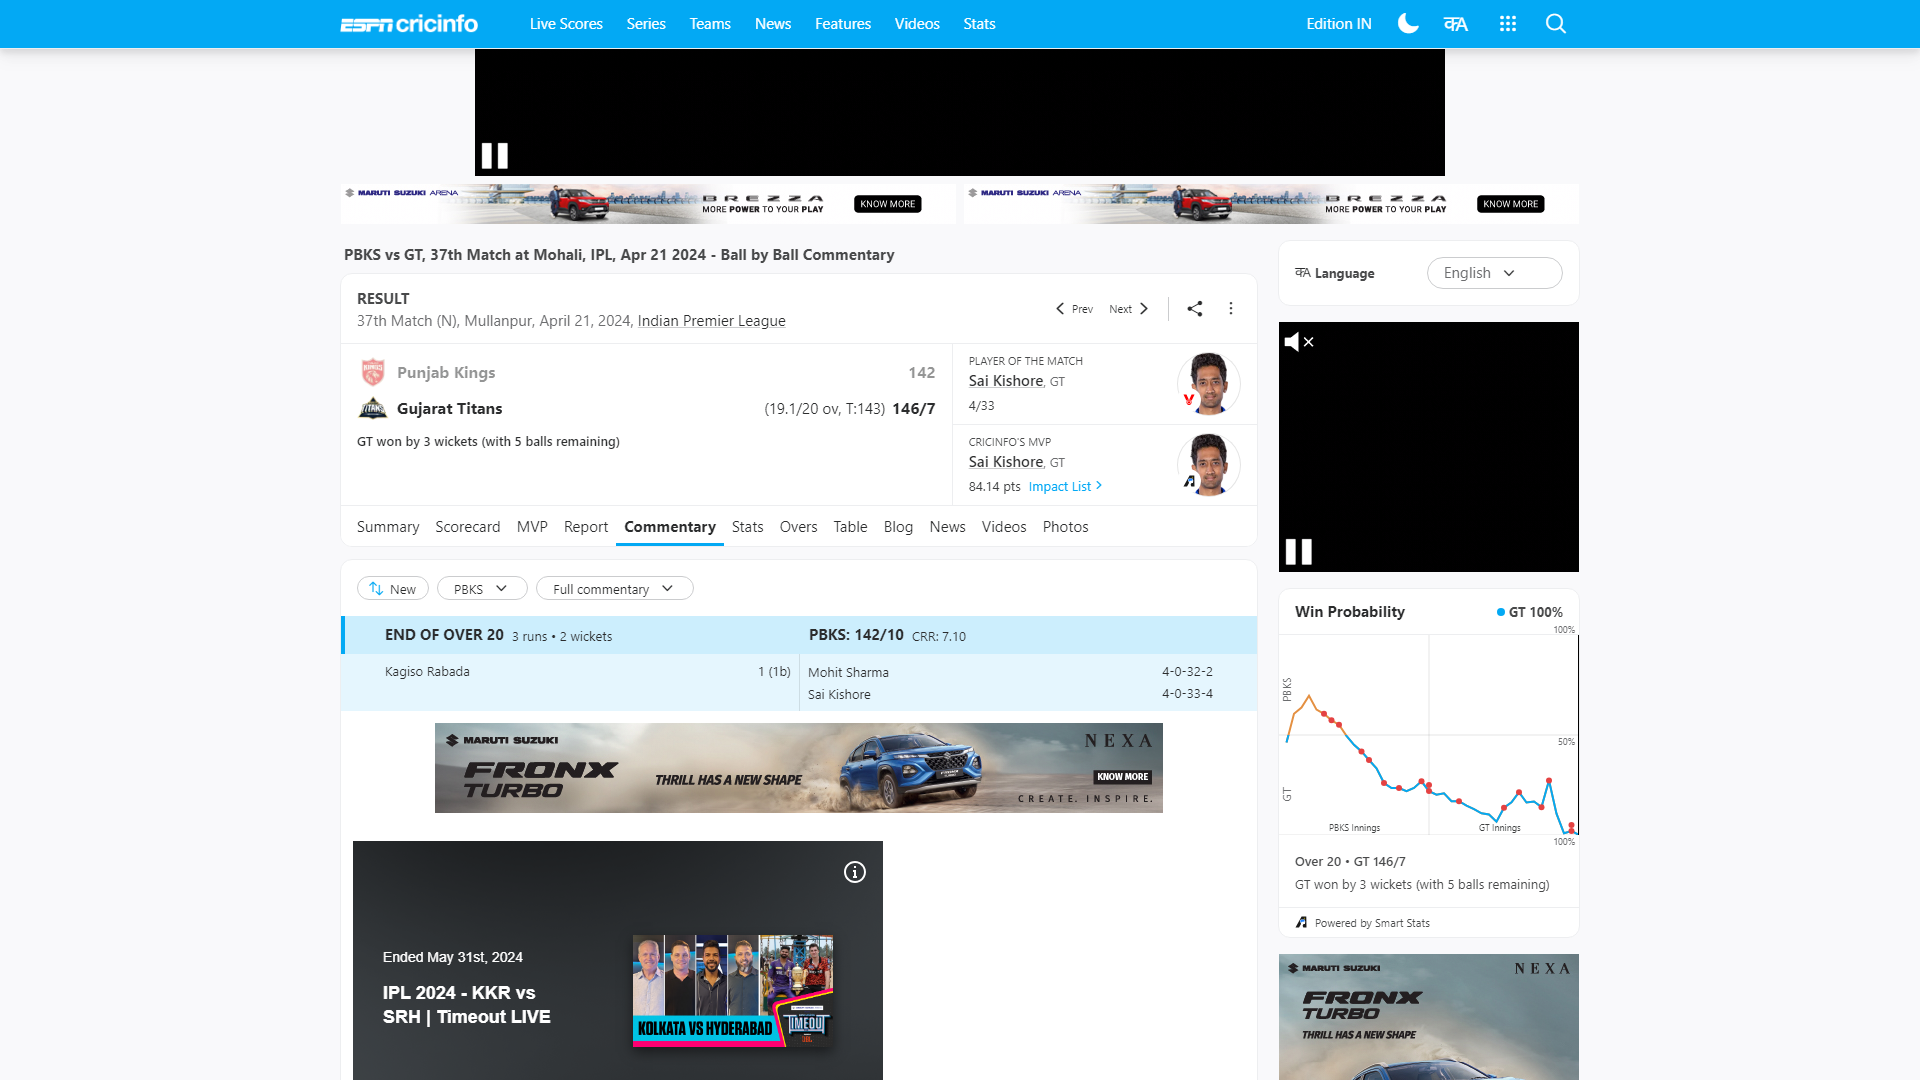 ESPN cricinfo
Live Scores Series Teams News Features Videos Stats
Edition IN
MARUTI SUZUKI ARENA
BREZZA
MORE POWER TO YOUR PLAY
KNOW MORE
MARUTI SUZUKI ARENA
BREZZA
MORE POWER TO YOUR PLAY
KNOW MORE
PBKS vs GT, 37th Match at Mohali, IPL, Apr 21 2024 - Ball by Ball Commentary
RESULT
37th Match (N), Mullanpur, April 21, 2024, Indian Premier League
Prev Next
Punjab Kings 142
Gujarat Titans (19.1/20 ov, T:143) 146/7
GT won by 3 wickets (with 5 balls remaining)
PLAYER OF THE MATCH
Sai Kishore, GT
4/33
CRICINFO'S MVP
Sai Kishore, GT
84.14 pts Impact List
Summary Scorecard MVP Report Commentary Stats Overs Table Blog News Videos Photos
New PBKS Full commentary
END OF OVER 20 3 runs • 2 wickets PBKS: 142/10 CRR: 7.10
Kagiso Rabada 1 (1b)
Mohit Sharma 4-0-32-2
Sai Kishore 4-0-33-4
MARUTI SUZUKI
FRONX
TURBO
THRILL HAS A NEW SHAPE
NEXA
KNOW MORE
CREATE. INSPIRE.
Ended May 31st, 2024
IPL 2024 - KKR vs
SRH | Timeout LIVE
KOLKATA VS HYDERABAD
TIMEOUT
क्A Language English
Win Probability GT 100%
100%
PBKS
50%
GT
PBKS Innings GT Innings
100%
Over 20 • GT 146/7
GT won by 3 wickets (with 5 balls remaining)
Powered by Smart Stats
MARUTI SUZUKI NEXA
FRONX
TURBO
THRILL HAS A NEW SHAPE